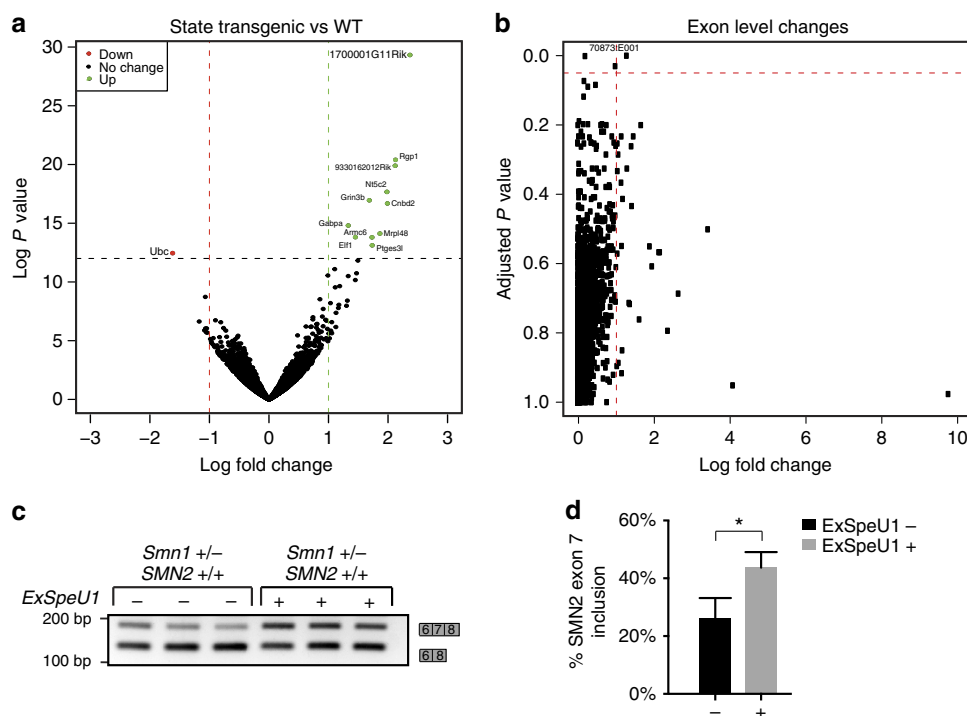 a
State transgenic vs WT
30
25
20
15
10
5
0
Log P value
Down
No change
Up
1700001G11Rik
Rgp1
9330162012Rik
Nt5c2
Grin3b
Cnbd2
Gabpa
Armc6
Mrpl48
Elf1
Ptges3l
Ubc
−3 −2 −1 0 1 2 3
Log fold change
b
Exon level changes
70873:E001
0.0
0.2
0.4
0.6
0.8
1.0
Adjusted P value
0 2 4 6 8 10
Log fold change
c
Smn1 +/– Smn1 +/–
SMN2 +/+ SMN2 +/+
ExSpeU1 – – – + + +
200 bp
100 bp
6 7 8
6 8
d
60%
40%
20%
0%
% SMN2 exon 7
inclusion
*
– +
ExSpeU1 –
ExSpeU1 +